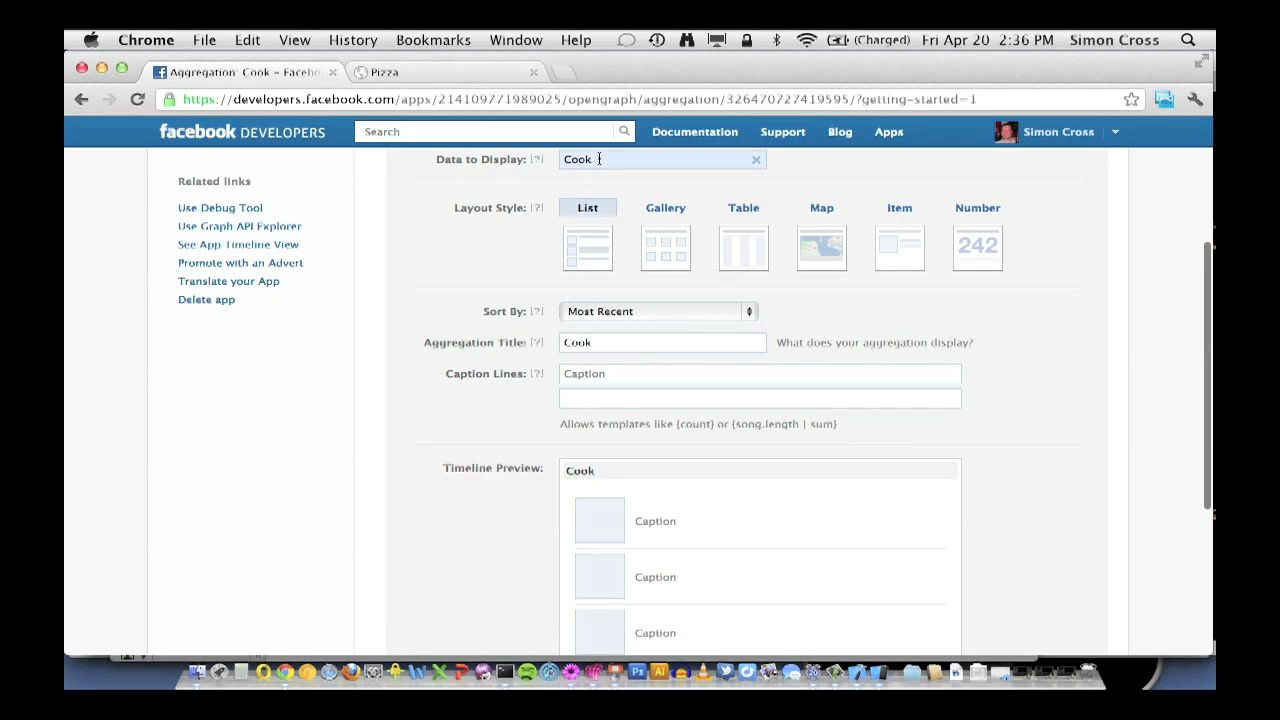 Chrome File Edit View History Bookmarks Window Help (Charged) Fri Apr 20 2:36 PM Simon Cross
Aggregation: Cook – Facebo Pizza
https://developers.facebook.com/apps/214109771989025/opengraph/aggregation/326470727419595/?getting-started=1
facebook DEVELOPERS Search Documentation Support Blog Apps Simon Cross
Data to Display: [?] Cook
Related links
Use Debug Tool
Use Graph API Explorer
See App Timeline View
Promote with an Advert
Translate your App
Delete app
Layout Style: [?] List Gallery Table Map Item Number
242
Sort By: [?] Most Recent
Aggregation Title: [?] Cook What does your aggregation display?
Caption Lines: [?] Caption
Allows templates like {count} or {song.length | sum}
Timeline Preview: Cook
Caption
Caption
Caption